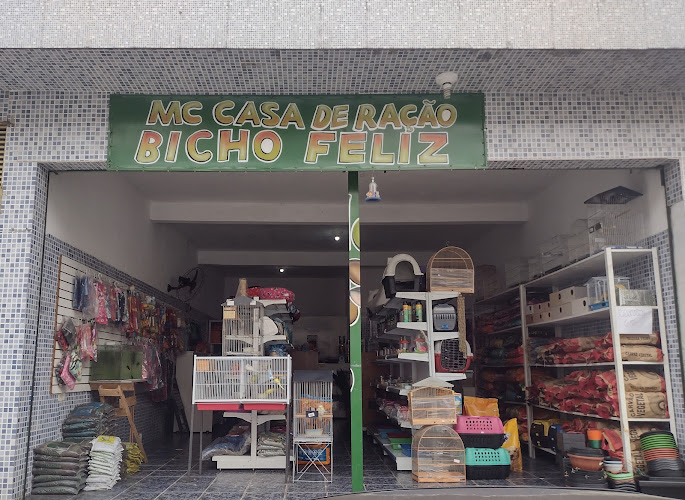 MC CASA DE RAÇÃO
BICHO FELIZ